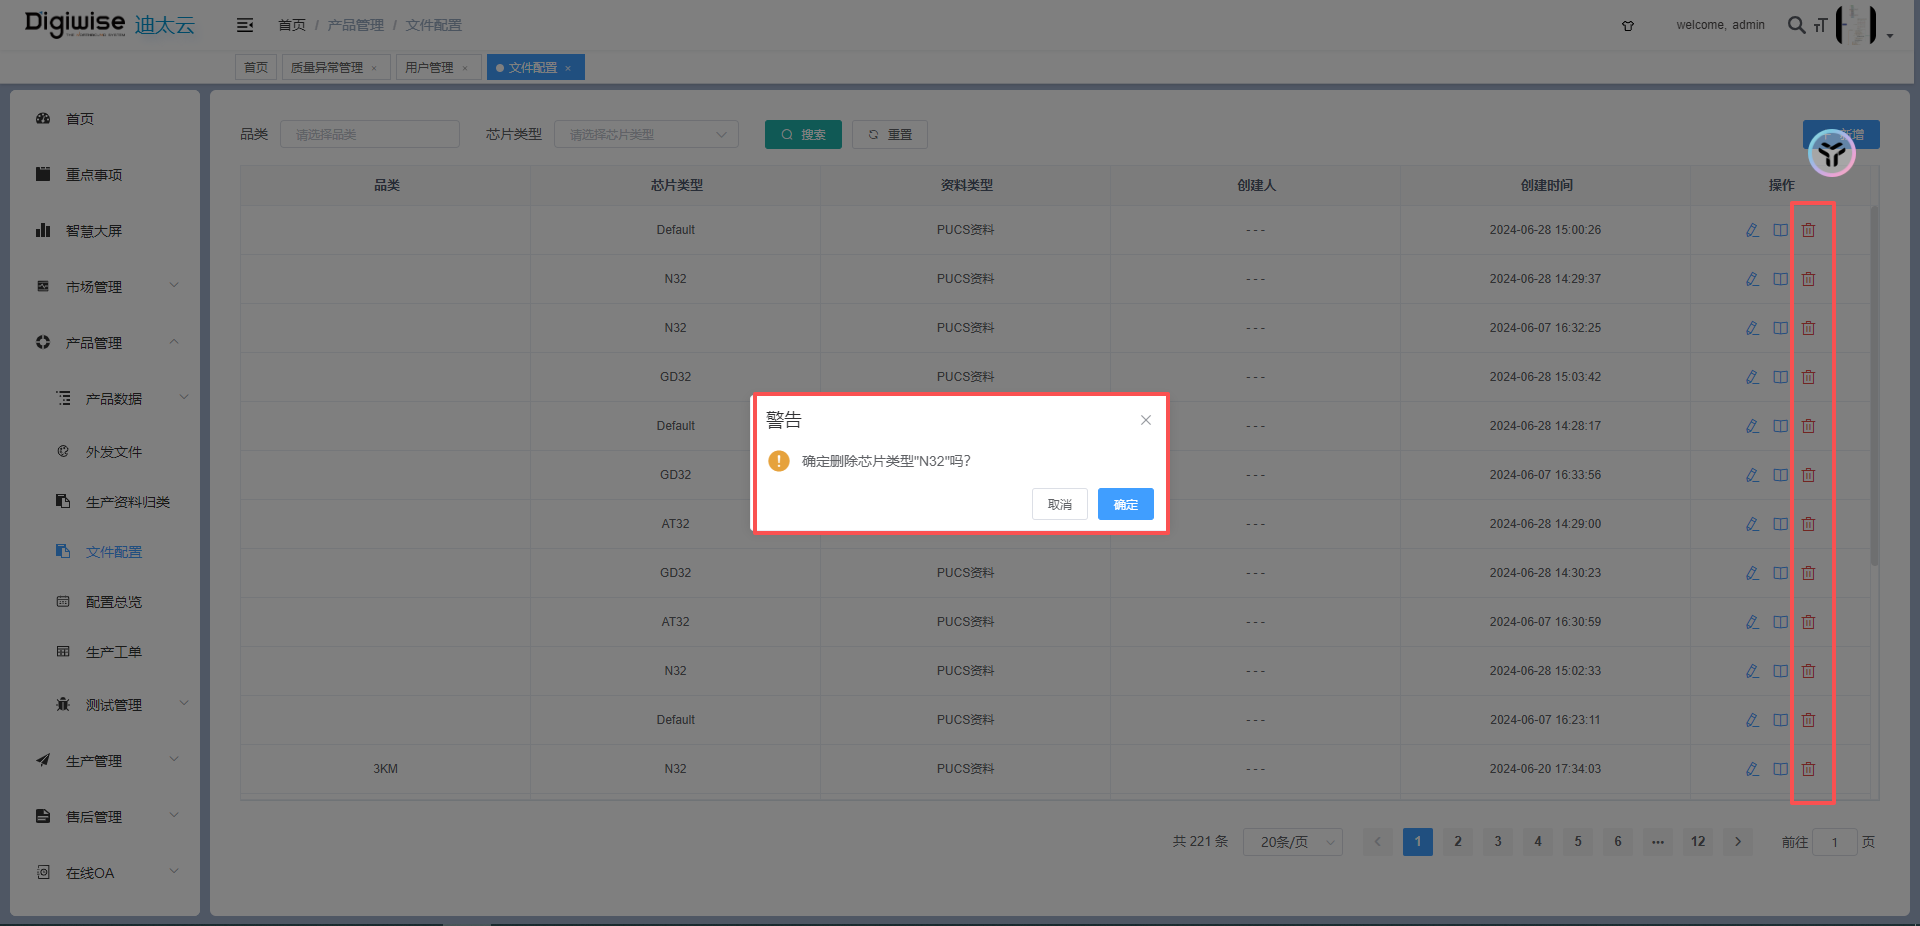 Digiwise 迪太云
首页 / 产品管理 / 文件配置
welcome, admin
首页 质量异常管理 × 用户管理 × 文件配置 ×
首页
重点事项
智慧大屏
市场管理
产品管理
产品数据
外发文件
生产资料归类
文件配置
配置总览
生产工单
测试管理
生产管理
售后管理
在线OA
品类 请选择品类 芯片类型 请选择芯片类型 搜索 重置 新增
品类 芯片类型 资料类型 创建人 创建时间 操作
Default PUCS资料 --- 2024-06-28 15:00:26
N32 PUCS资料 --- 2024-06-28 14:29:37
N32 PUCS资料 --- 2024-06-07 16:32:25
GD32 PUCS资料 --- 2024-06-28 15:03:42
Default --- 2024-06-28 14:28:17
GD32 --- 2024-06-07 16:33:56
AT32 --- 2024-06-28 14:29:00
GD32 PUCS资料 --- 2024-06-28 14:30:23
AT32 PUCS资料 --- 2024-06-07 16:30:59
N32 PUCS资料 --- 2024-06-28 15:02:33
Default PUCS资料 --- 2024-06-07 16:23:11
3KM N32 PUCS资料 --- 2024-06-20 17:34:03
警告
确定删除芯片类型"N32"吗?
取消 确定
共 221 条 20条/页 1 2 3 4 5 6 ••• 12 前往 1 页